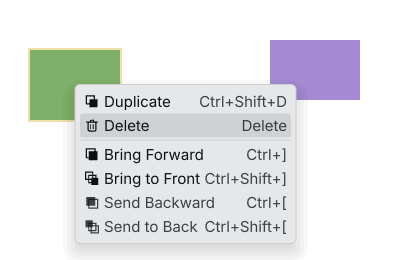 Duplicate Ctrl+Shift+D
Delete Delete
Bring Forward Ctrl+]
Bring to Front Ctrl+Shift+]
Send Backward Ctrl+[
Send to Back Ctrl+Shift+[